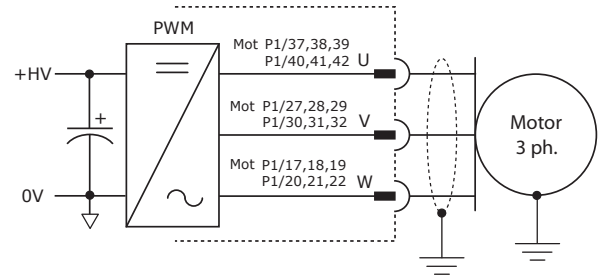 PWM
Mot P1/37,38,39
P1/40,41,42 U
+HV
+
Mot P1/27,28,29
P1/30,31,32 V
Motor
3 ph.
Mot P1/17,18,19
P1/20,21,22 W
0V